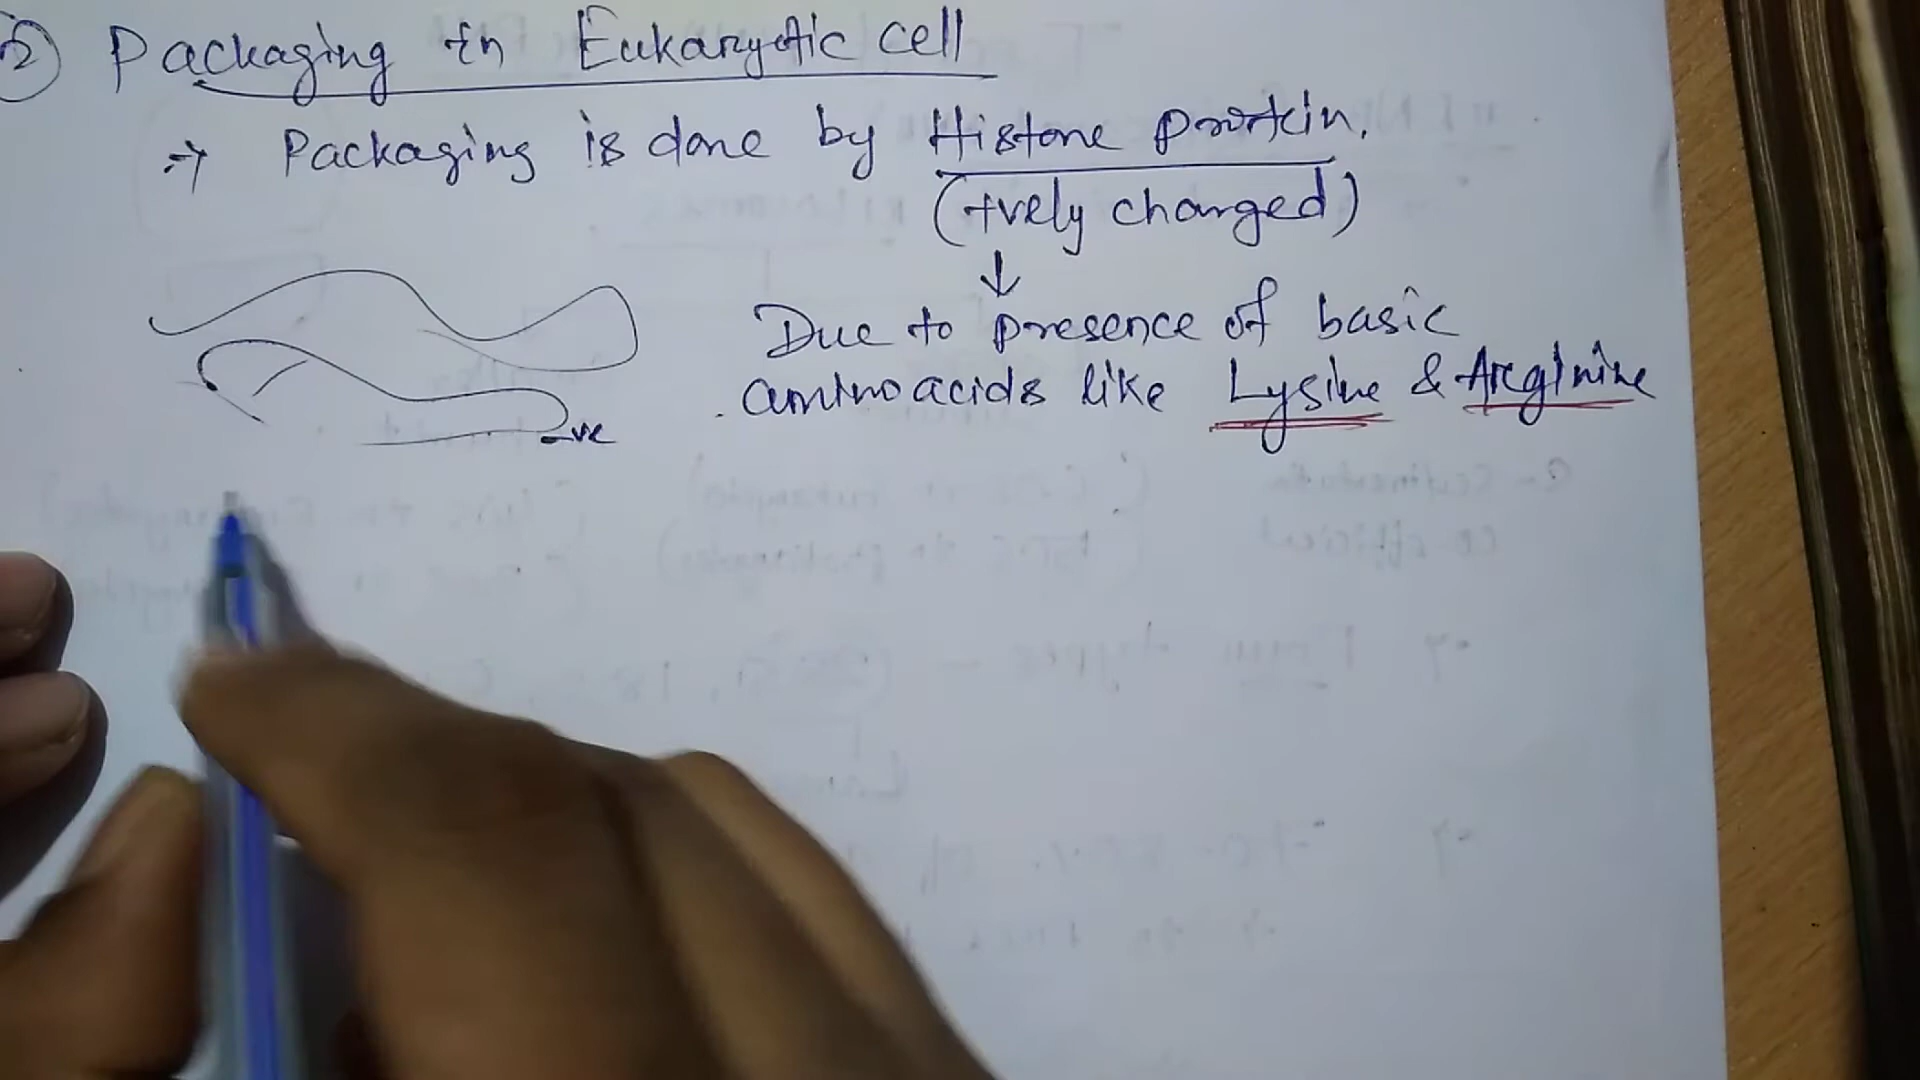 2) Packaging in Eukaryotic cell
→ Packaging is done by Histone protein.
(+vely charged)
↓
Due to presence of basic
amino acids like Lysine & Arginine
-ve